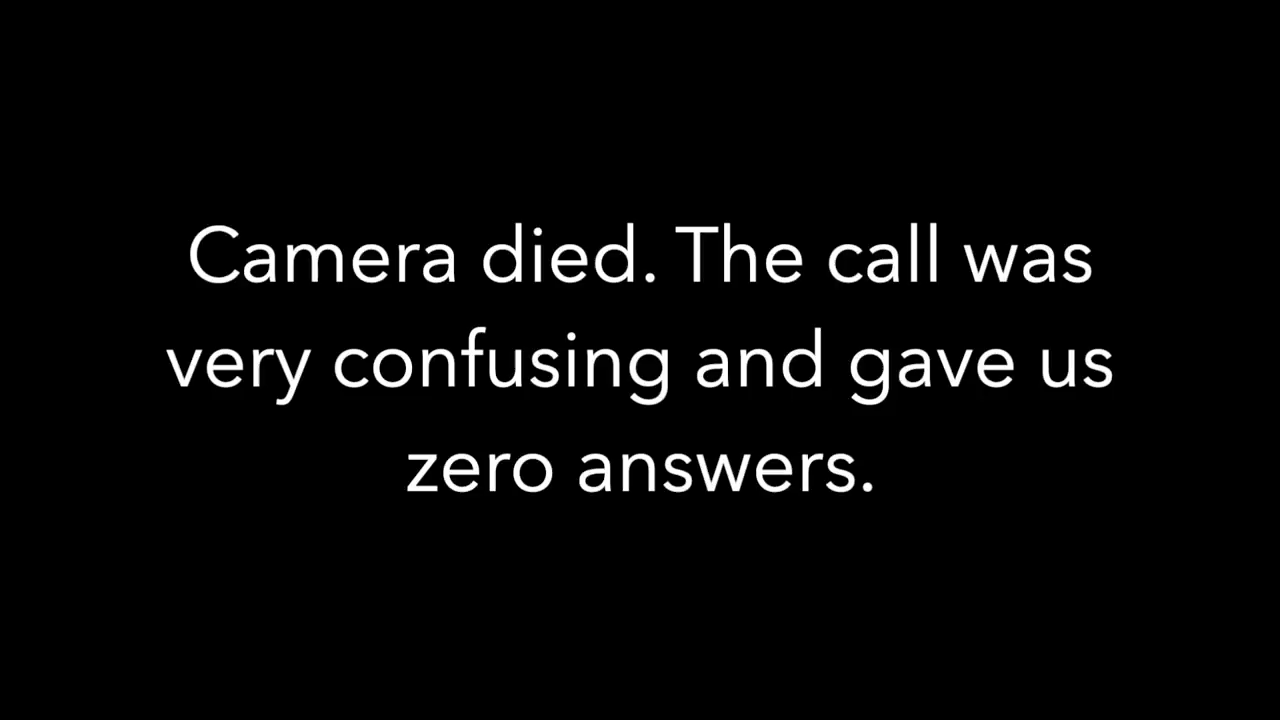 Camera died. The call was
very confusing and gave us
zero answers.